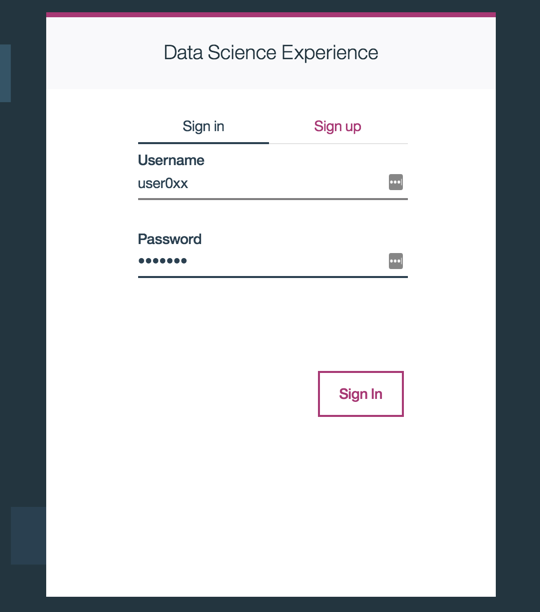 Data Science Experience
Sign in Sign up
Username
user0xx
Password
•••••••
Sign In